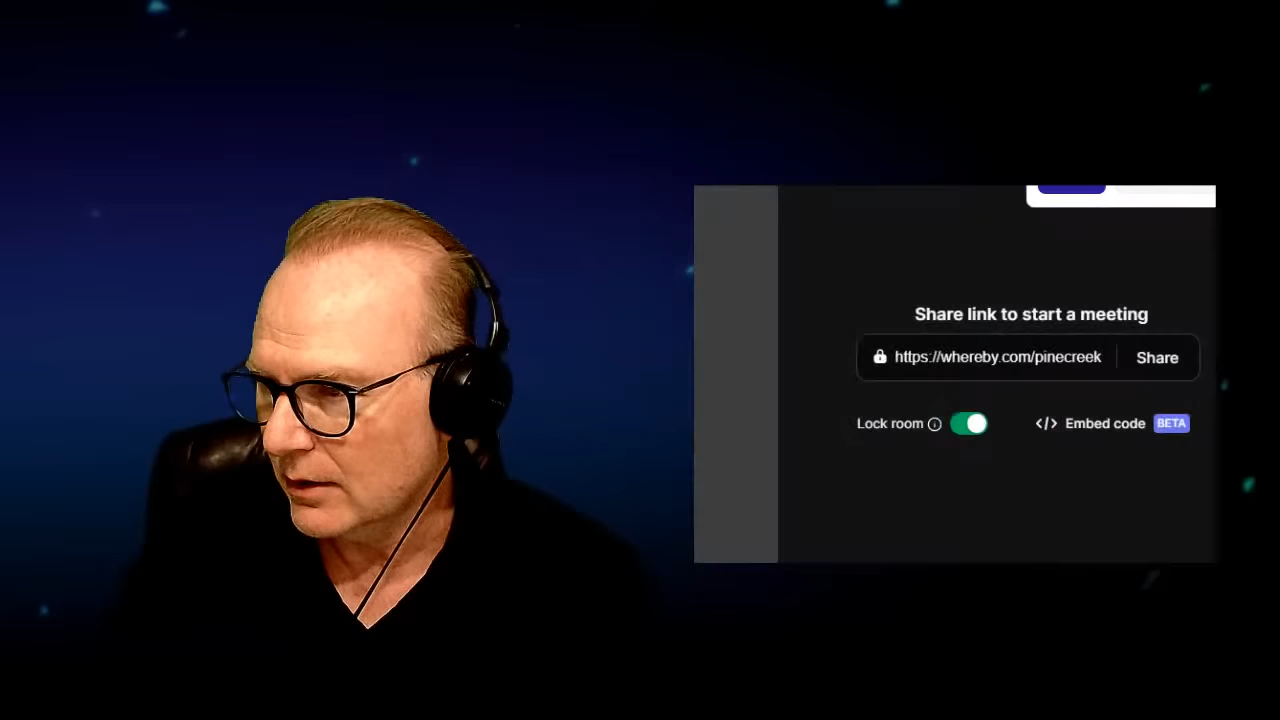 Share link to start a meeting
https://whereby.com/pinecreek Share
Lock room Embed code BETA